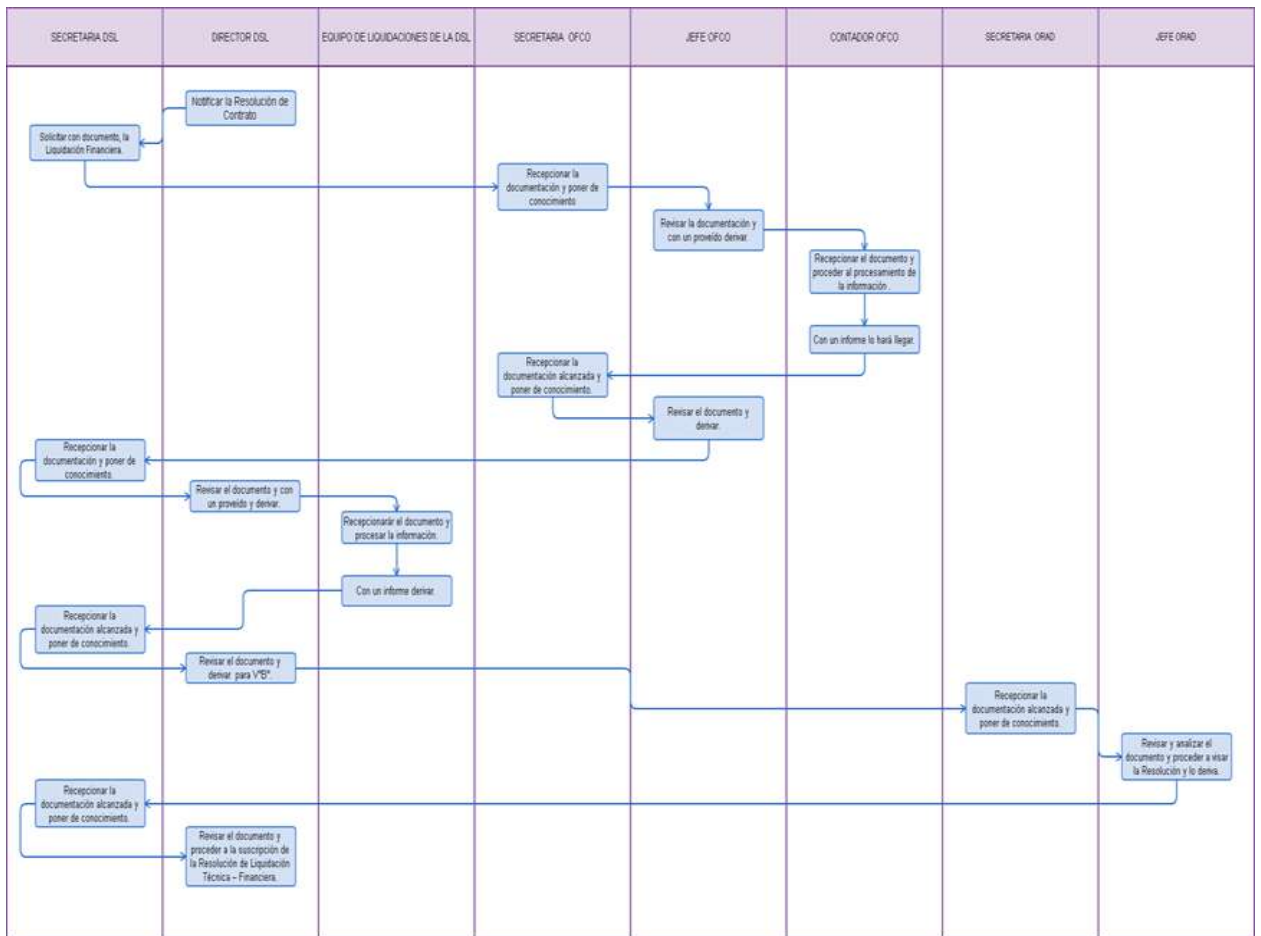 SECRETARIA DSL
DIRECTOR DSL
EQUIPO DE LIQUIDACIONES DE LA DSL
SECRETARIA OFCO
JEFE OFCO
CONTADOR OFCO
SECRETARIA ORAD
JEFE ORAD
Notificar la Resolución de
Contrato
Solicitar con documento, la
Liquidación Financiera.
Recepcionar la
documentación y poner de
conocimiento
Revisar la documentación y
con un proveído derivar.
Recepcionar el documento y
proceder al procesamiento de
la información .
Con un informe lo hará llegar.
Recepcionar la
documentación alcanzada y
poner de conocimiento.
Revisar el documento y
derivar.
Recepcionar la
documentación y poner de
conocimiento.
Revisar el documento y con
un proveído y derivar.
Recepcionarár el documento y
procesar la información.
Con un informe derivar.
Recepcionar la
documentación alcanzada y
poner de conocimiento.
Revisar el documento y
derivar para V°B°.
Recepcionar la
documentación alcanzada y
poner de conocimiento.
Revisar y analizar el
documento y proceder a visar
la Resolución y lo deriva.
Recepcionar la
documentación alcanzada y
poner de conocimiento.
Revisar el documento y
proceder a la suscripción de
la Resolución de Liquidación
Técnica – Financiera.